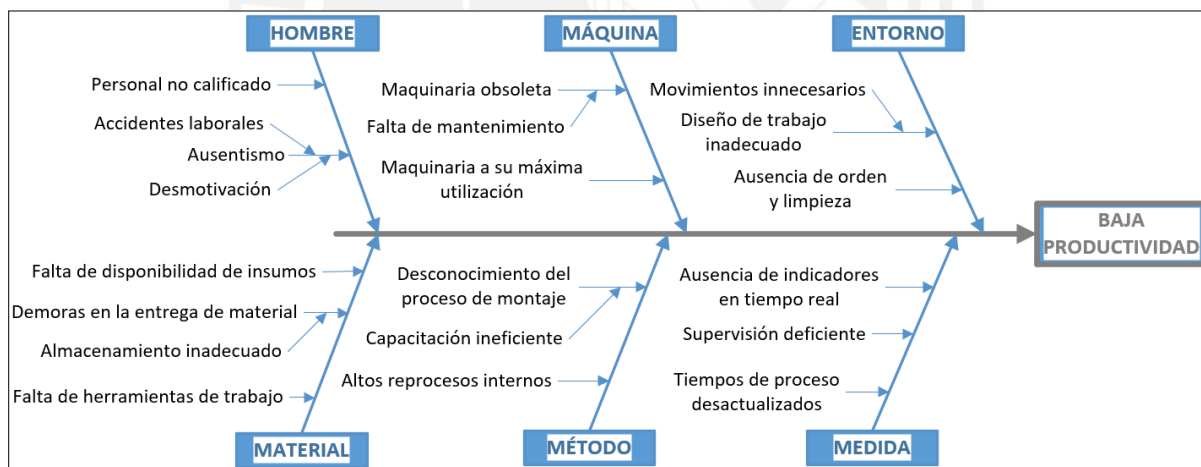 HOMBRE
MÁQUINA
ENTORNO
Personal no calificado
Accidentes laborales
Ausentismo
Desmotivación
Maquinaria obsoleta
Falta de mantenimiento
Maquinaria a su máxima
utilización
Movimientos innecesarios
Diseño de trabajo
inadecuado
Ausencia de orden
y limpieza
BAJA
PRODUCTIVIDAD
Falta de disponibilidad de insumos
Demoras en la entrega de material
Almacenamiento inadecuado
Falta de herramientas de trabajo
Desconocimiento del
proceso de montaje
Capacitación ineficiente
Altos reprocesos internos
Ausencia de indicadores
en tiempo real
Supervisión deficiente
Tiempos de proceso
desactualizados
MATERIAL
MÉTODO
MEDIDA